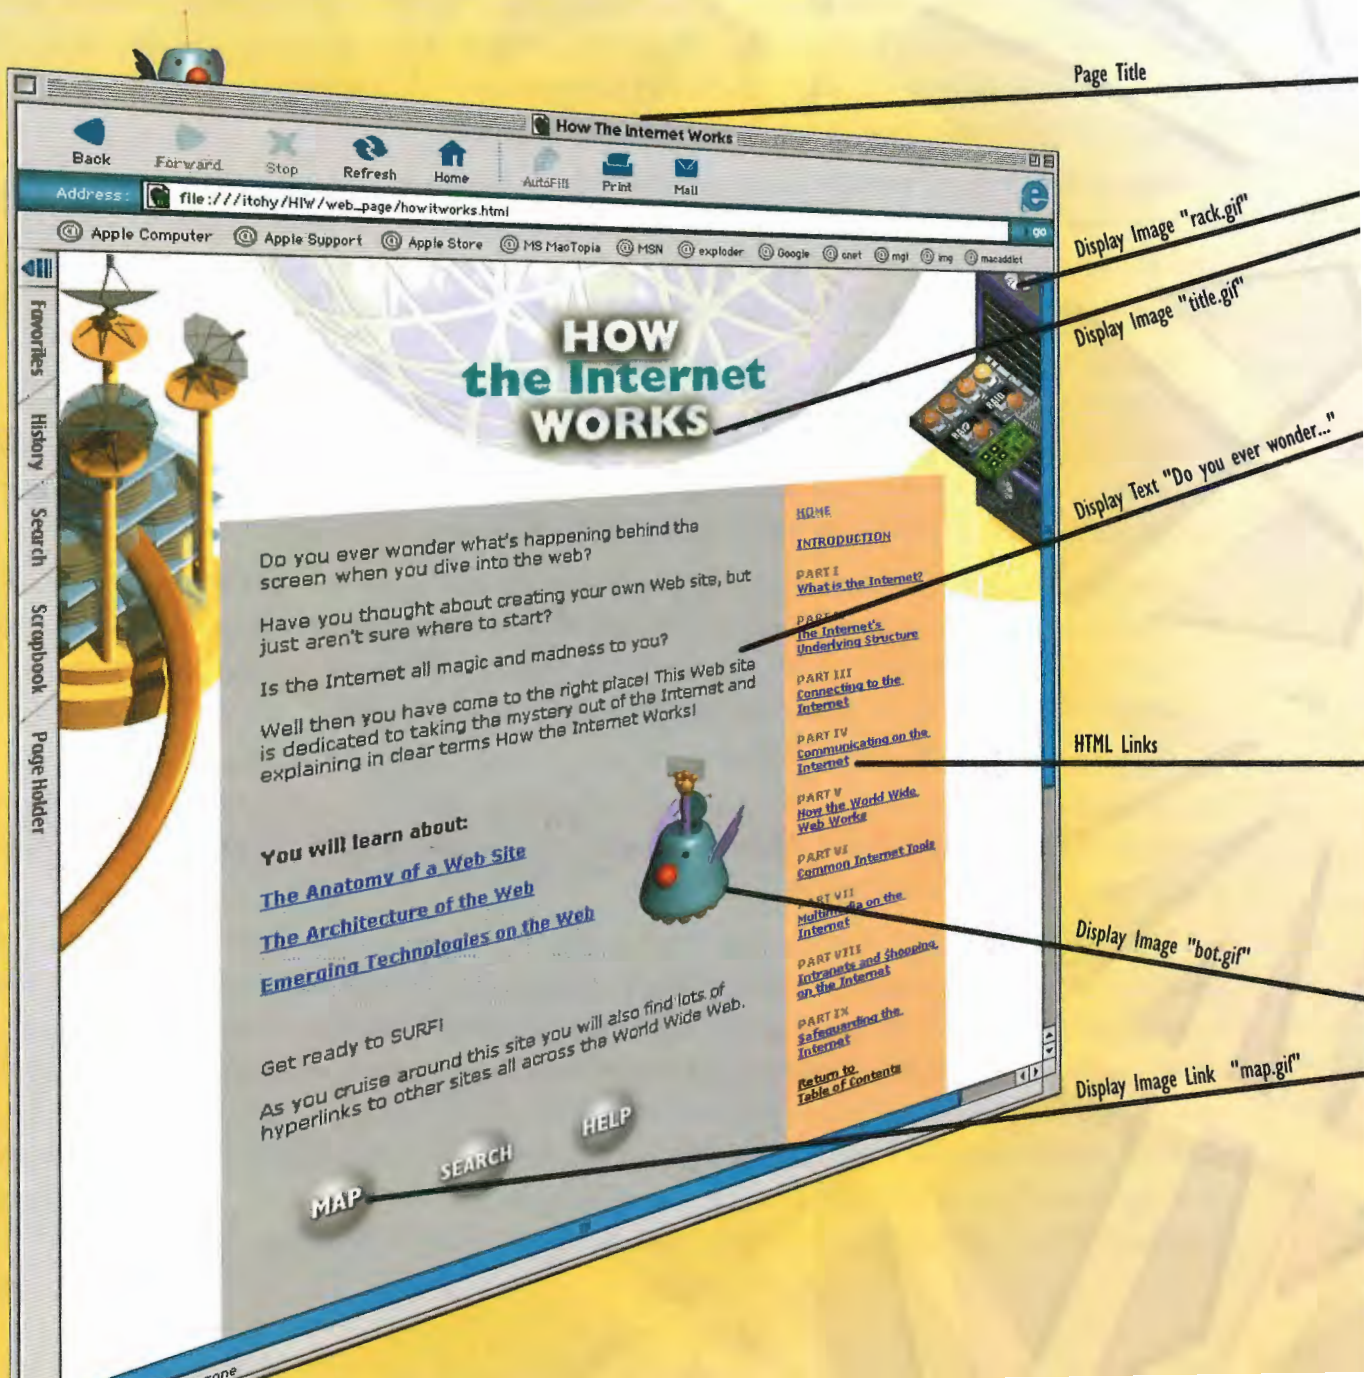 How The Internet Works
Back
Forward
Stop
Refresh
Home
AutoFill
Print
Mail
Address:
file:///itchy/HIW/web_page/howitworks.html
go
Apple Computer
Apple Support
Apple Store
MS MacTopia
MSN
exploder
Google
cnet
mgt
img
macaddict
Favorites
History
Search
Scrapbook
Page Holder
HOW
the Internet
WORKS
RAID
RAID
Do you ever wonder what's happening behind the
screen when you dive into the web?
Have you thought about creating your own Web site, but
just aren't sure where to start?
Is the Internet all magic and madness to you?
Well then you have come to the right place! This Web site
is dedicated to taking the mystery out of the Internet and
explaining in clear terms How the Internet Works!
You will learn about:
The Anatomy of a Web Site
The Architecture of the Web
Emerging Technologies on the Web
Get ready to SURF!
As you cruise around this site you will also find lots of
hyperlinks to other sites all across the World Wide Web.
MAP
SEARCH
HELP
HOME
INTRODUCTION
PART I
What is the Internet?
PART
The Internet's
Underlying Structure
PART III
Connecting to the
Internet
PART IV
Communicating on the
Internet
PART V
How the World Wide
Web Works
PART VI
Common Internet Tools
PART VII
Multimedia on the
Internet
PART VIII
Intranets and Shopping
on the Internet
PART IX
Safeguarding the
Internet
Return to
Table of Contents
zone
Page Title
Display Image "rack.gif"
Display Image "title.gif"
Display Text "Do you ever wonder..."
HTML Links
Display Image "bot.gif"
Display Image Link "map.gif"